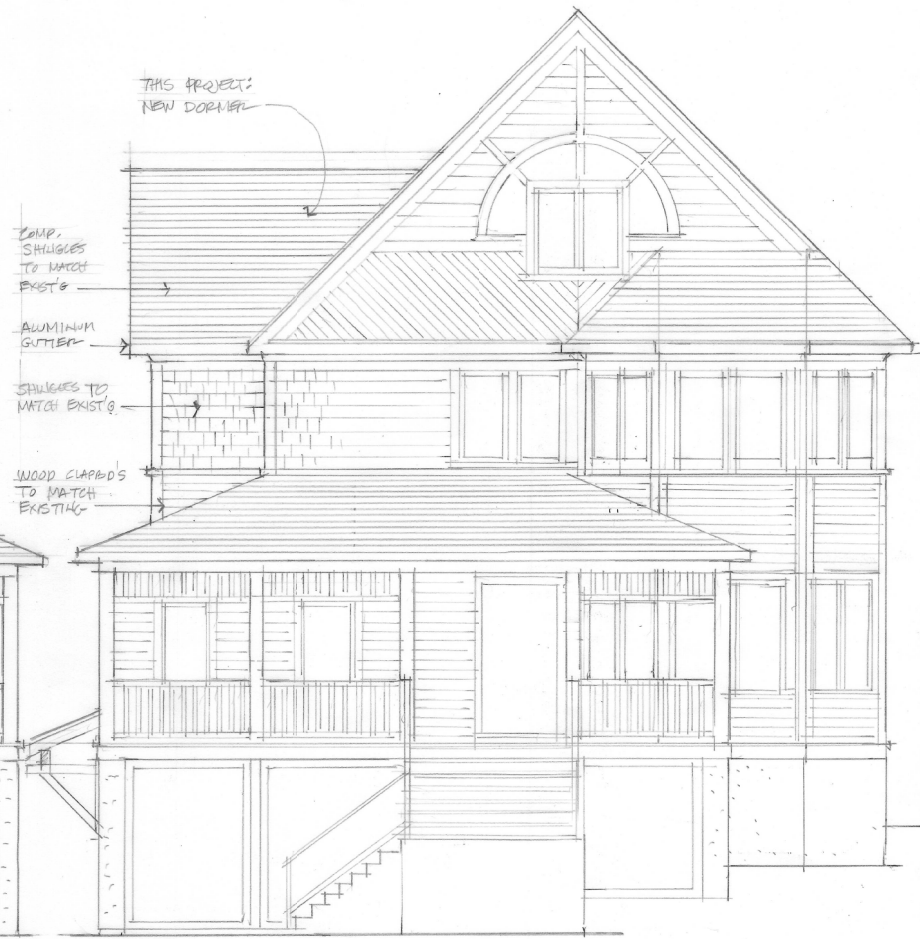 THIS PROJECT:
NEW DORMER
COMP.
SHINGLES
TO MATCH
EXIST'G
ALUMINUM
GUTTER
SHINGLES TO
MATCH EXIST'G
WOOD CLAPBD'S
TO MATCH
EXISTING